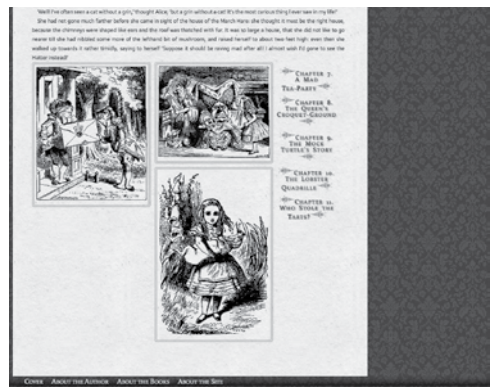 'Well! I've often seen a cat without a grin,' thought Alice; 'but a grin without a cat! It's the most curious thing I ever saw in my life!'
She had not gone much farther before she came in sight of the house of the March Hare: she thought it must be the right house,
because the chimneys were shaped like ears and the roof was thatched with fur. It was so large a house, that she did not like to go
nearer till she had nibbled some more of the lefthand bit of mushroom, and raised herself to about two feet high: even then she
walked up towards it rather timidly, saying to herself 'Suppose it should be raving mad after all! I almost wish I'd gone to see the
Hatter instead!'
Chapter 7.
A Mad
Tea-Party
Chapter 8.
The Queen's
Croquet-Ground
Chapter 9.
The Mock
Turtle's Story
Chapter 10.
The Lobster
Quadrille
Chapter 11.
Who Stole the
Tarts?
Cover About the Author About the Books About the Site